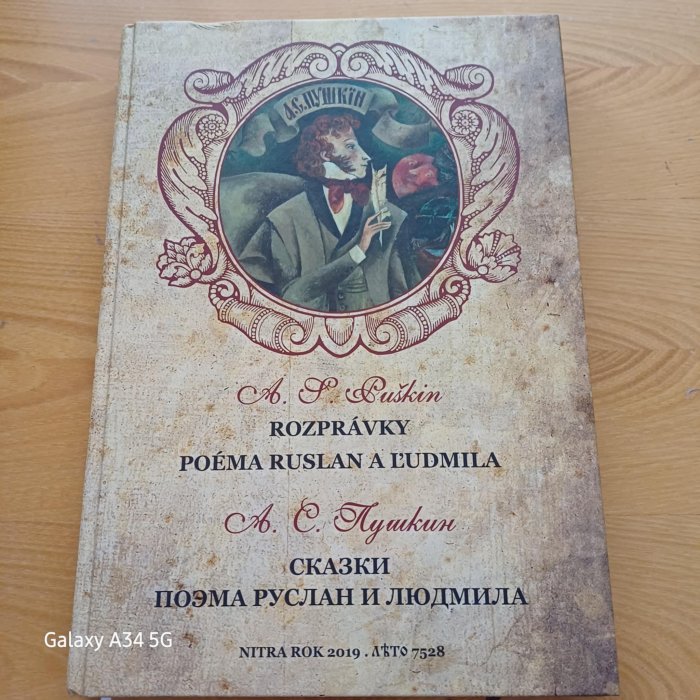 А.С.ПУШКІН
A. S. Puškin
ROZPRÁVKY
POÉMA RUSLAN A ĽUDMILA
А. С. Пушкин
СКАЗКИ
ПОЭМА РУСЛАН И ЛЮДМИЛА
NITRA ROK 2019 . ЛѢТО 7528
Galaxy A34 5G